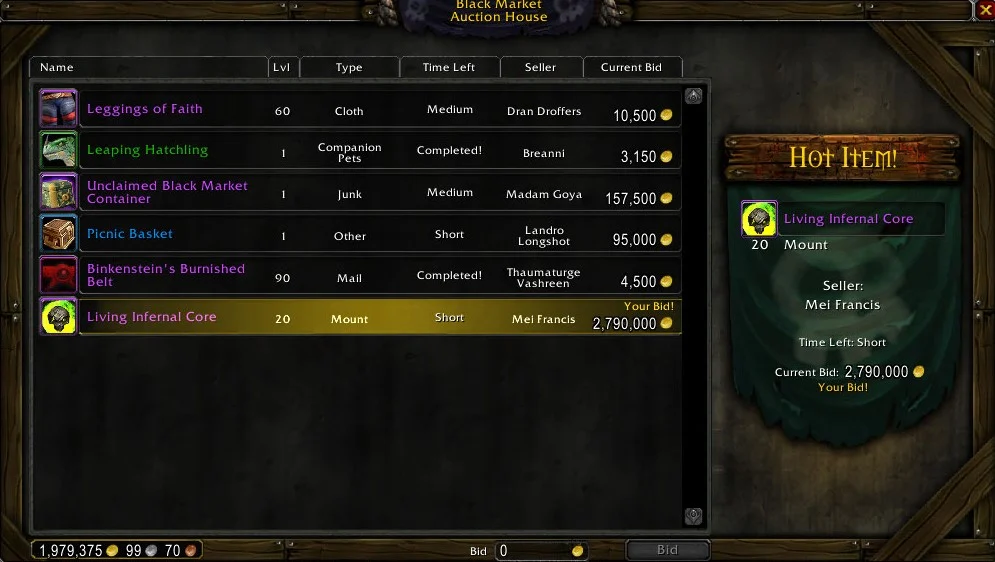 Black Market
Auction House
Name Lvl Type Time Left Seller Current Bid
Leggings of Faith 60 Cloth Medium Dran Droffers 10,500
Leaping Hatchling 1 Companion Pets Completed! Breanni 3,150
Unclaimed Black Market Container 1 Junk Medium Madam Goya 157,500
Picnic Basket 1 Other Short Landro Longshot 95,000
Binkenstein's Burnished Belt 90 Mail Completed! Thaumaturge Vashreen 4,500
Living Infernal Core 20 Mount Short Mei Francis Your Bid! 2,790,000
HOT ITEM!
Living Infernal Core
20 Mount
Seller:
Mei Francis
Time Left: Short
Current Bid: 2,790,000
Your Bid!
1,979,375 99 70
Bid 0 Bid